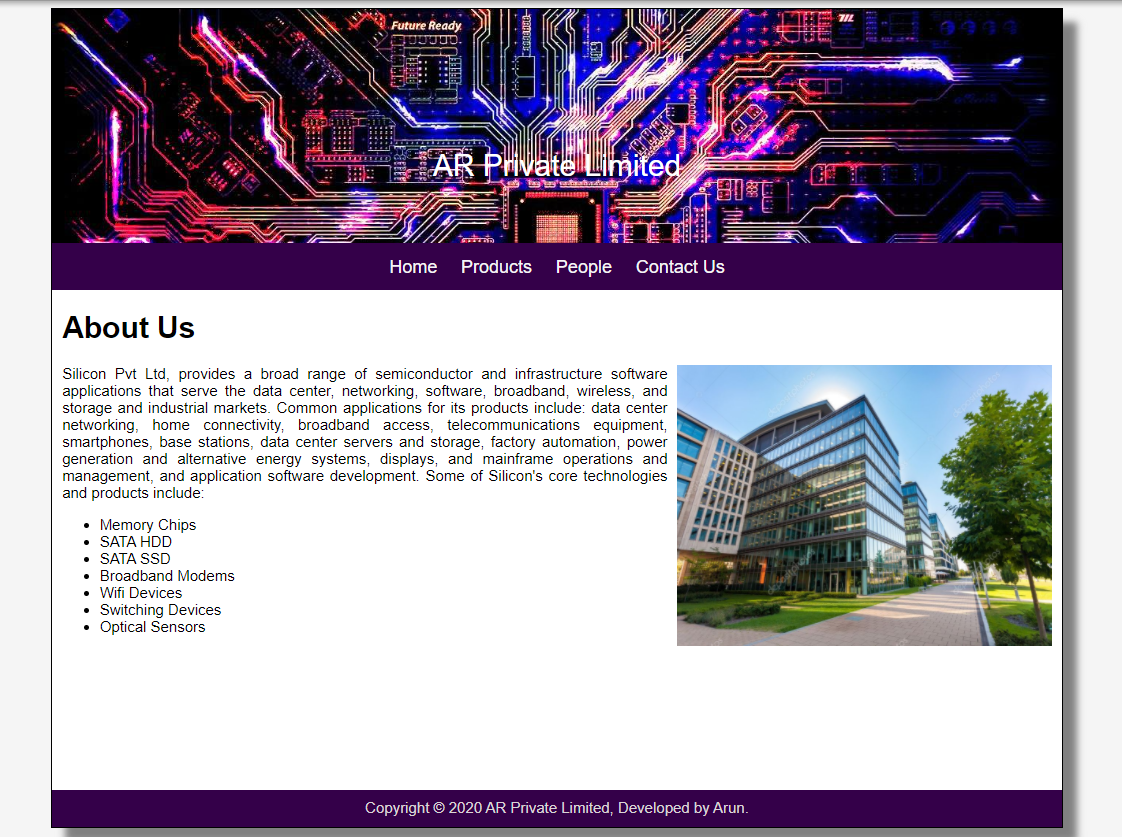 Future Ready
AR Private Limited
Home Products People Contact Us
About Us
Silicon Pvt Ltd, provides a broad range of semiconductor and infrastructure software
applications that serve the data center, networking, software, broadband, wireless, and
storage and industrial markets. Common applications for its products include: data center
networking, home connectivity, broadband access, telecommunications equipment,
smartphones, base stations, data center servers and storage, factory automation, power
generation and alternative energy systems, displays, and mainframe operations and
management, and application software development. Some of Silicon's core technologies
and products include:
Memory Chips
SATA HDD
SATA SSD
Broadband Modems
Wifi Devices
Switching Devices
Optical Sensors
Copyright © 2020 AR Private Limited, Developed by Arun.